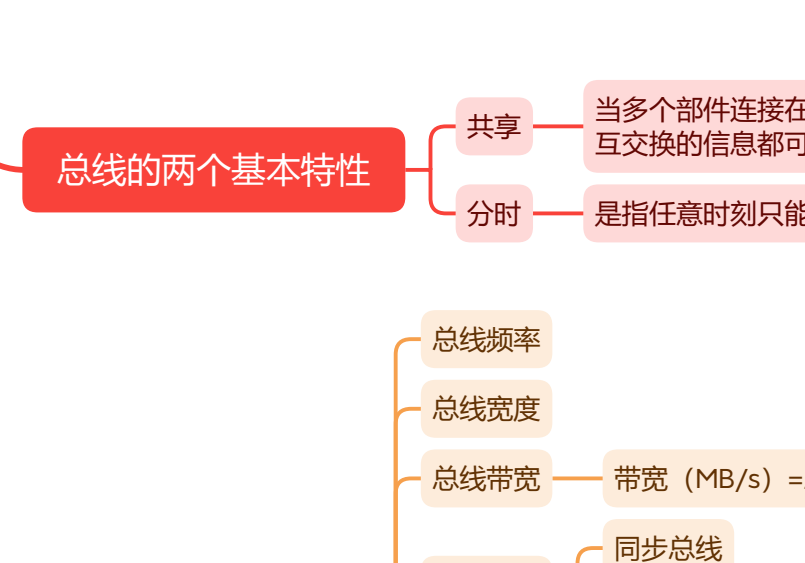 总线的两个基本特性
共享
当多个部件连接在
互交换的信息都可
分时
是指任意时刻只能
总线频率
总线宽度
总线带宽
带宽（MB/s）=
同步总线